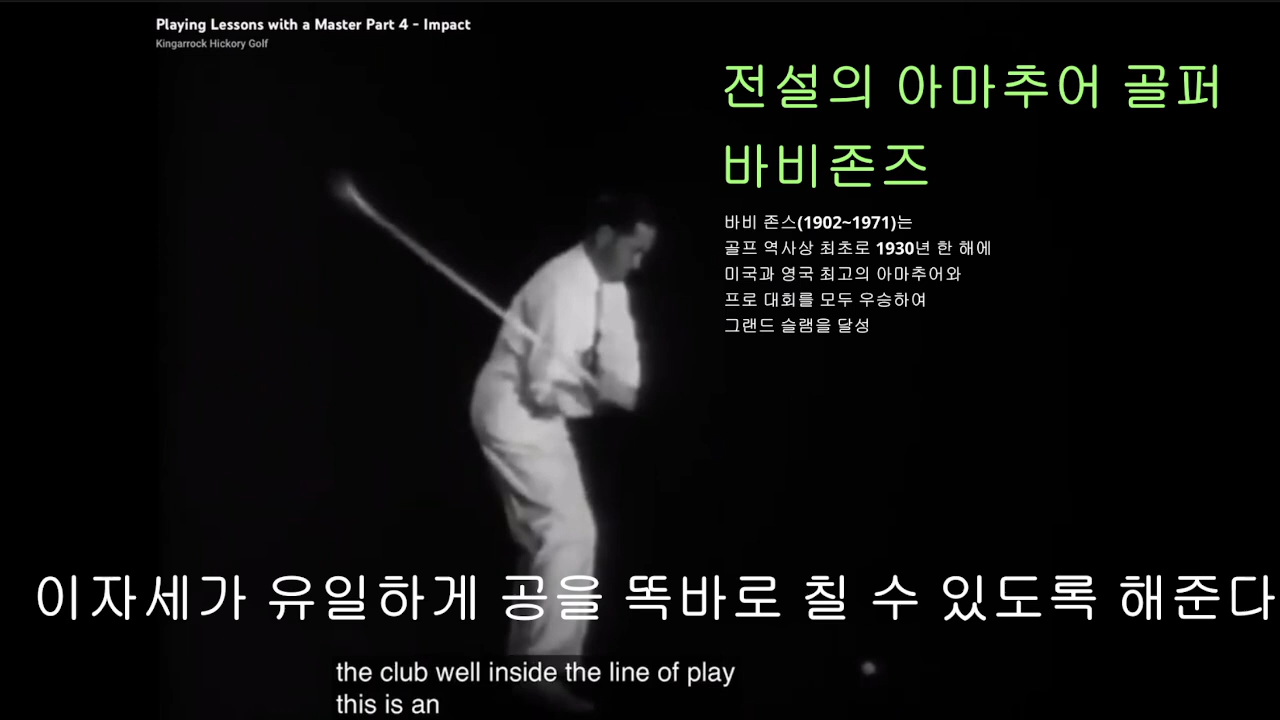 Playing Lessons with a Master Part 4 - Impact
Kingarrock Hickory Golf
전설의 아마추어 골퍼
바비존즈
바비 존스(1902~1971)는
골프 역사상 최초로 1930년 한 해에
미국과 영국 최고의 아마추어와
프로 대회를 모두 우승하여
그랜드 슬램을 달성
이자세가 유일하게 공을 똑바로 칠 수 있도록 해준다
the club well inside the line of play
this is an